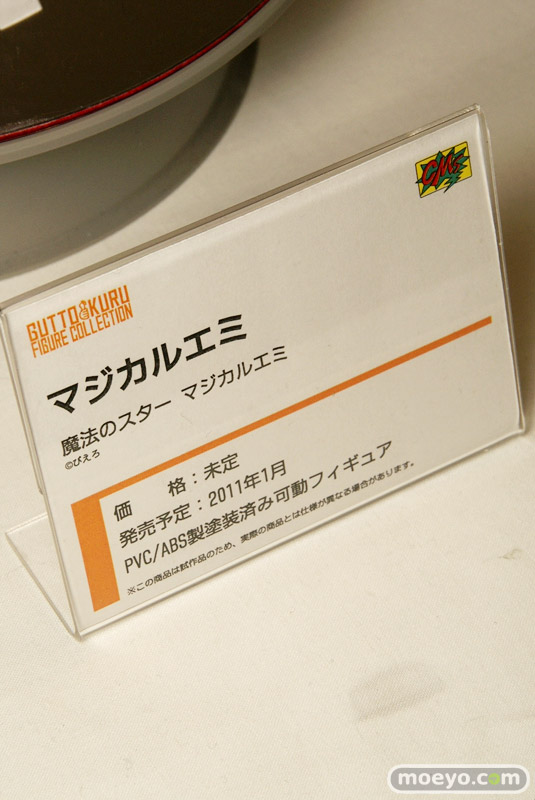 CM's
GUTTO KURU
FIGURE COLLECTION
マジカルエミ
魔法のスター マジカルエミ
©ぴえろ
価　格：未定
発売予定：2011年1月
PVC/ABS製塗装済み可動フィギュア
※この商品は試作品のため、実際の商品とは仕様が異なる場合があります。
moeyo.com